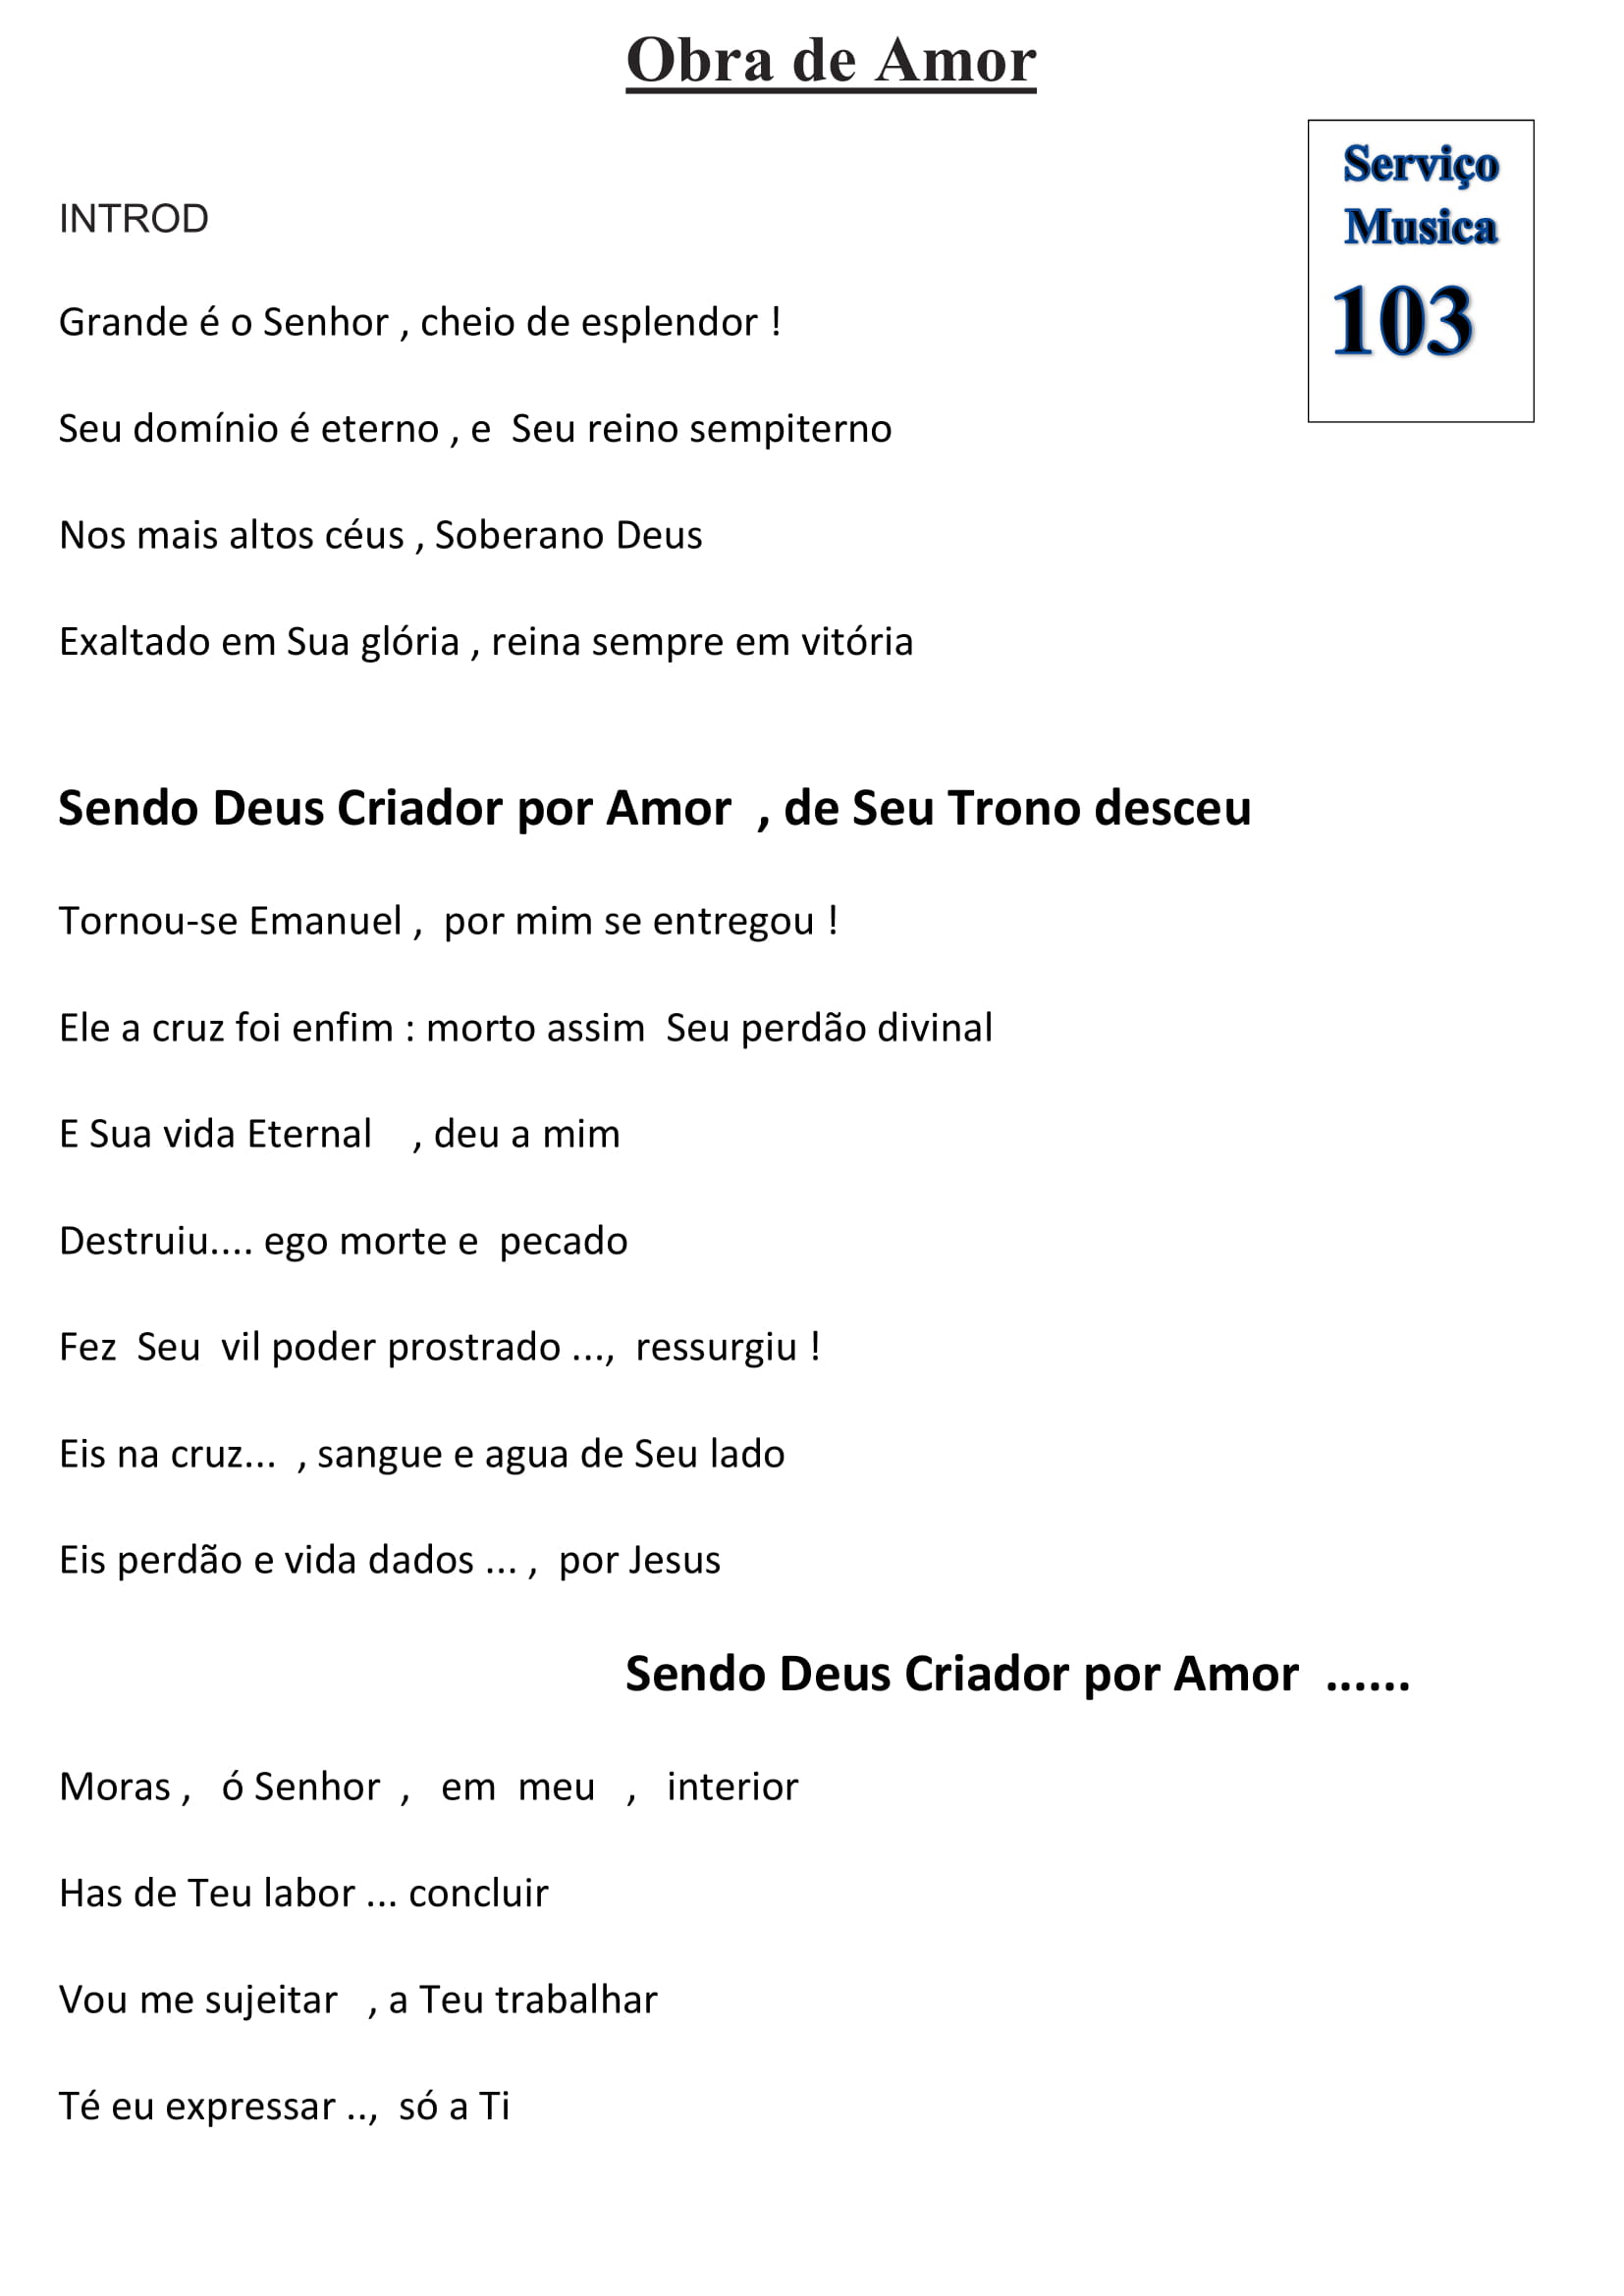 Obra de Amor
Serviço
Musica
103
INTROD
Grande é o Senhor , cheio de esplendor !
Seu domínio é eterno , e  Seu reino sempiterno
Nos mais altos céus , Soberano Deus
Exaltado em Sua glória , reina sempre em vitória
Sendo Deus Criador por Amor  , de Seu Trono desceu
Tornou-se Emanuel ,  por mim se entregou !
Ele a cruz foi enfim : morto assim  Seu perdão divinal
E Sua vida Eternal    , deu a mim
Destruiu.... ego morte e  pecado
Fez  Seu  vil poder prostrado ...,  ressurgiu !
Eis na cruz...  , sangue e agua de Seu lado
Eis perdão e vida dados ... ,  por Jesus
Sendo Deus Criador por Amor  ......
Moras ,   ó Senhor  ,   em  meu   ,   interior
Has de Teu labor ... concluir
Vou me sujeitar   , a Teu trabalhar
Té eu expressar ..,  só a Ti